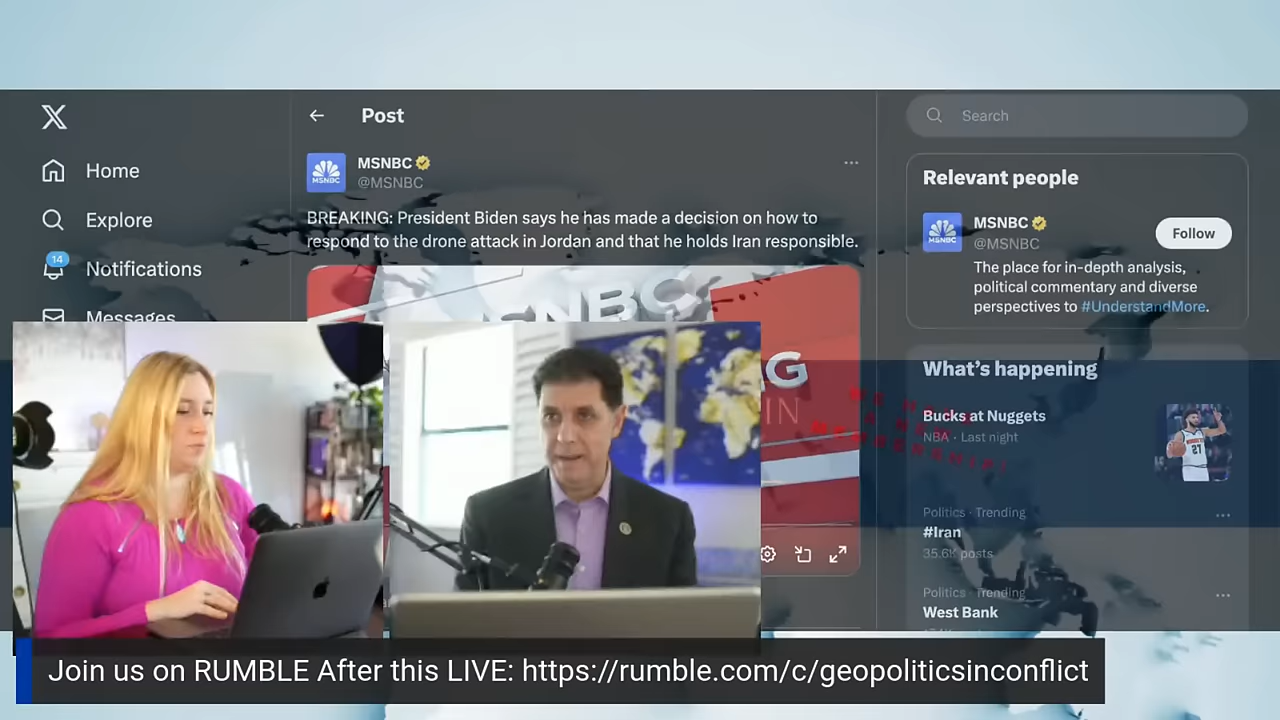 Home
Explore
14
Notifications
Messages
Post
MSNBC
@MSNBC
BREAKING: President Biden says he has made a decision on how to
respond to the drone attack in Jordan and that he holds Iran responsible.
Search
Relevant people
MSNBC
@MSNBC
Follow
The place for in-depth analysis,
political commentary and diverse
perspectives to #UnderstandMore.
What's happening
Bucks at Nuggets
NBA · Last night
Politics · Trending
#Iran
35.6K posts
Politics · Trending
West Bank
Join us on RUMBLE After this LIVE: https://rumble.com/c/geopoliticsinconflict